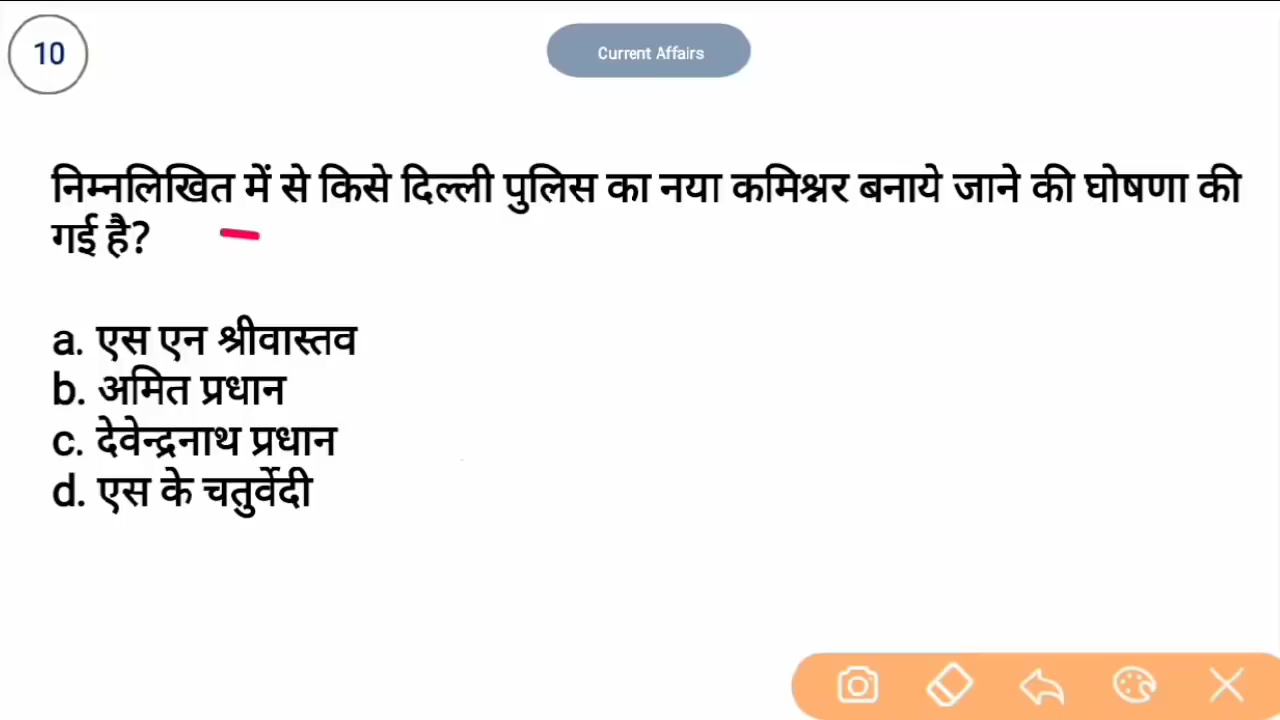 10
Current Affairs
निम्नलिखित में से किसे दिल्ली पुलिस का नया कमिश्नर बनाये जाने की घोषणा की
गई है?
a. एस एन श्रीवास्तव
b. अमित प्रधान
c. देवेन्द्रनाथ प्रधान
d. एस के चतुर्वेदी